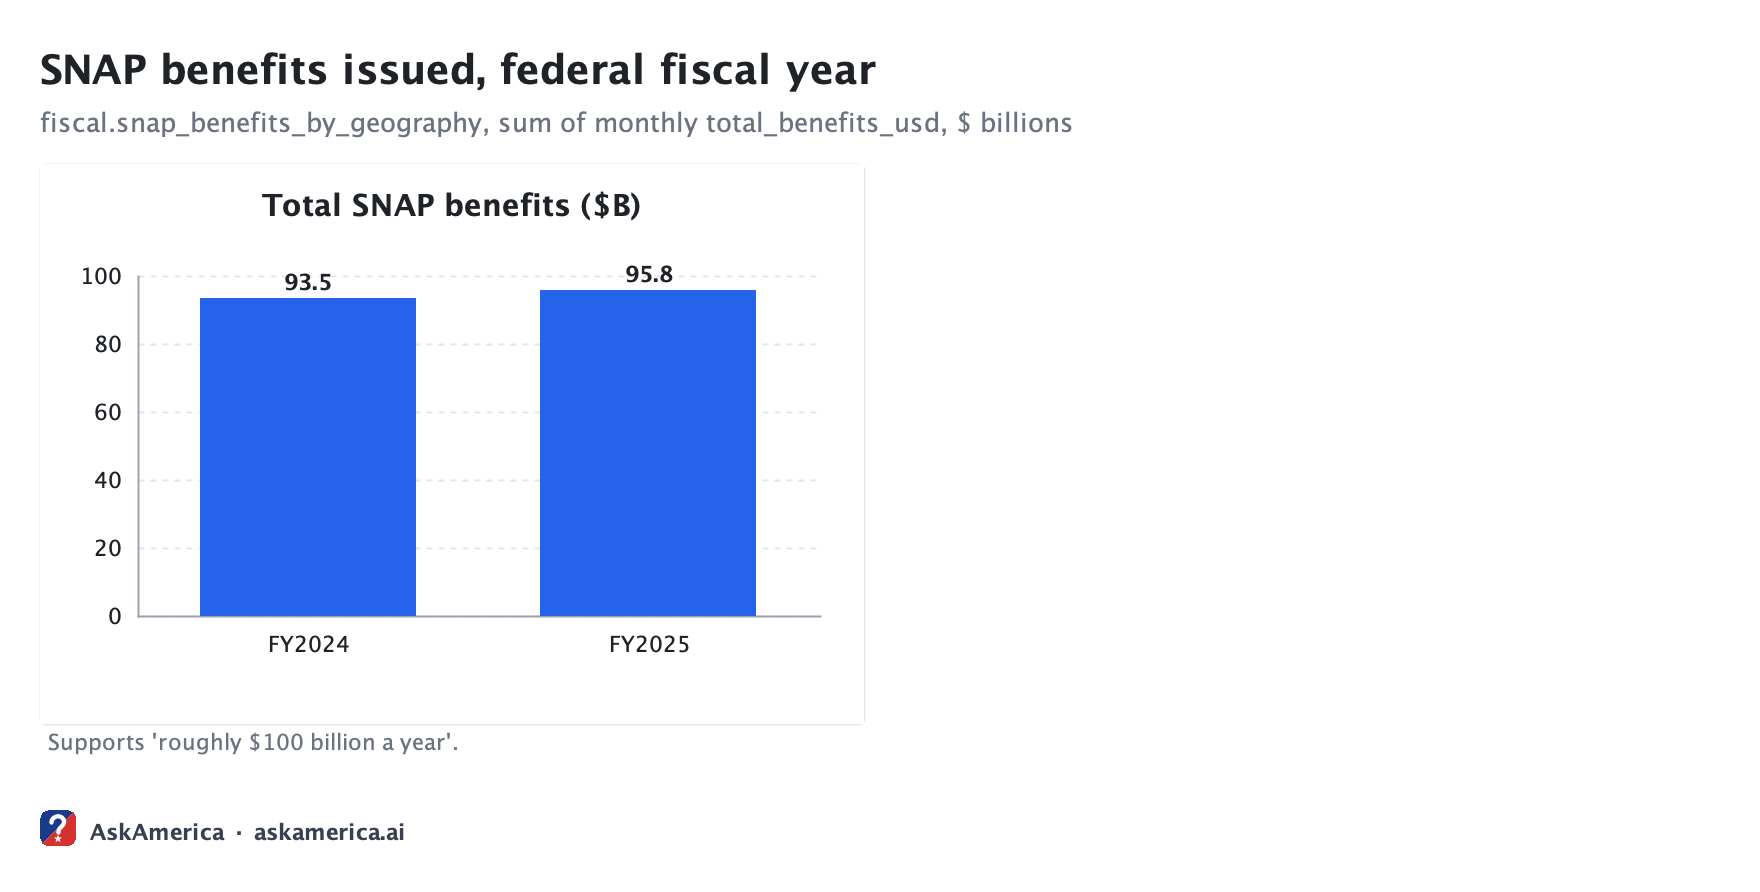 SNAP benefits issued, federal fiscal year
fiscal.snap_benefits_by_geography, sum of monthly total_benefits_usd, $ billions
Total SNAP benefits ($B)
100
80
60
40
20
0
93.5
95.8
FY2024
FY2025
Supports 'roughly $100 billion a year'.
AskAmerica · askamerica.ai